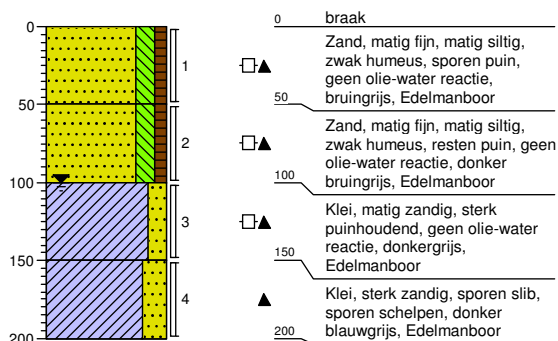 0
50
100
150
200
1
2
3
4
0 braak
Zand, matig fijn, matig siltig,
zwak humeus, sporen puin,
geen olie-water reactie,
bruingrijs, Edelmanboor
50
Zand, matig fijn, matig siltig,
zwak humeus, resten puin, geen
olie-water reactie, donker
bruingrijs, Edelmanboor
100
Klei, matig zandig, sterk
puinhoudend, geen olie-water
reactie, donkergrijs,
Edelmanboor
150
Klei, sterk zandig, sporen slib,
sporen schelpen, donker
blauwgrijs, Edelmanboor
200